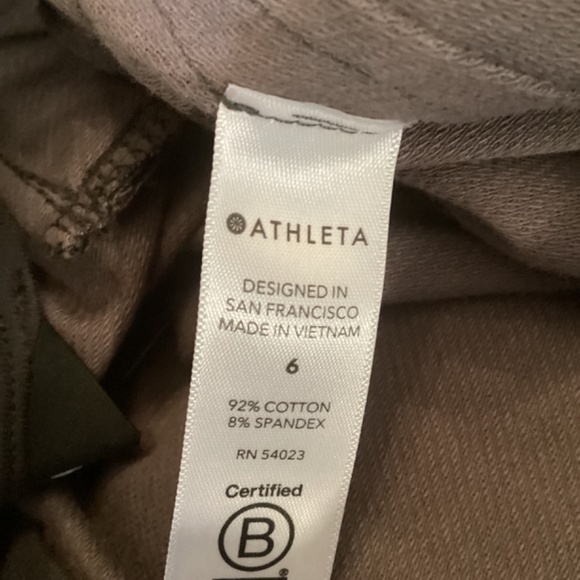 ATHLETA
DESIGNED IN
SAN FRANCISCO
MADE IN VIETNAM
6
92% COTTON
8% SPANDEX
RN 54023
Certified
B
®